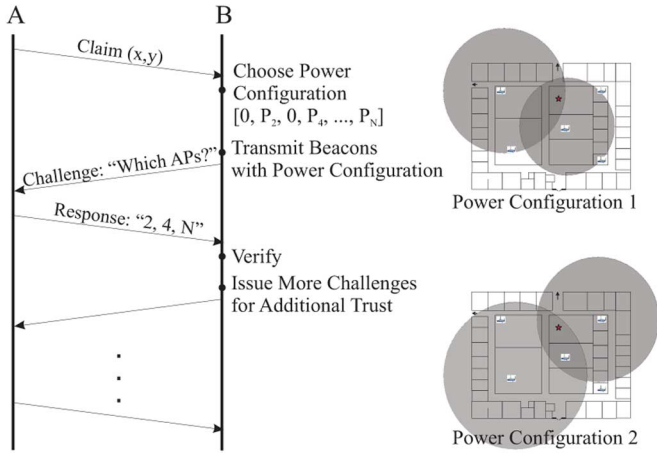 A
B
Claim (x,y)
Choose Power
Configuration
[0, P2, 0, P4, ..., PN]
Transmit Beacons
with Power Configuration
Challenge: “Which APs?”
Response: “2, 4, N”
Verify
Issue More Challenges
for Additional Trust
Power Configuration 1
Power Configuration 2